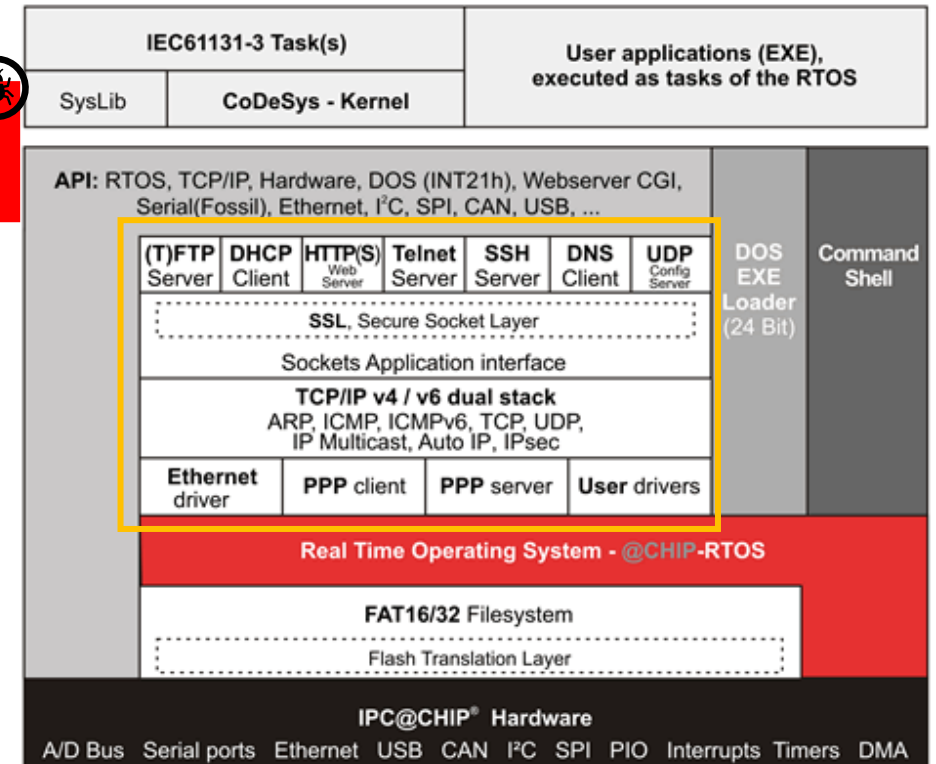 IEC61131-3 Task(s)
User applications (EXE),
executed as tasks of the RTOS
SysLib
CoDeSys - Kernel
API: RTOS, TCP/IP, Hardware, DOS (INT21h), Webserver CGI,
Serial(Fossil), Ethernet, I²C, SPI, CAN, USB, ...
(T)FTP
Server
DHCP
Client
HTTP(S)
Web
Server
Telnet
Server
SSH
Server
DNS
Client
UDP
Config
Server
DOS
EXE
Loader
(24 Bit)
Command
Shell
SSL, Secure Socket Layer
Sockets Application interface
TCP/IP v4 / v6 dual stack
ARP, ICMP, ICMPv6, TCP, UDP,
IP Multicast, Auto IP, IPsec
Ethernet
driver
PPP client
PPP server
User drivers
Real Time Operating System - @CHIP-RTOS
FAT16/32 Filesystem
Flash Translation Layer
IPC@CHIP® Hardware
A/D Bus Serial ports Ethernet USB CAN I²C SPI PIO Interrupts Timers DMA